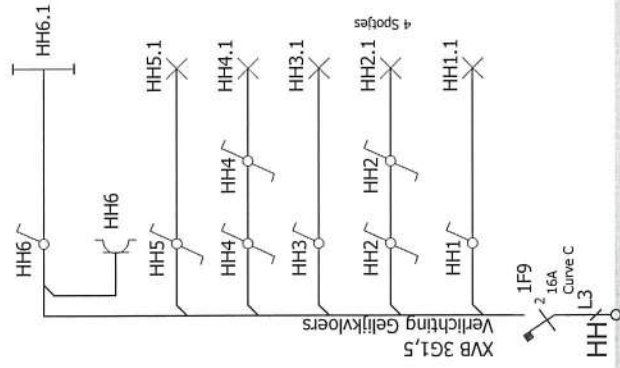 HH6.1
HH6
HH6
HH5.1
HH5
HH4.1
HH4
HH4
HH3.1
HH3
4 Spotjes
HH2.1
HH2
HH2
HH1.1
HH1
XVB 3G1,5
Verlichting Gelijkvloers
1F9
2
16A
Curve C
L3
HH